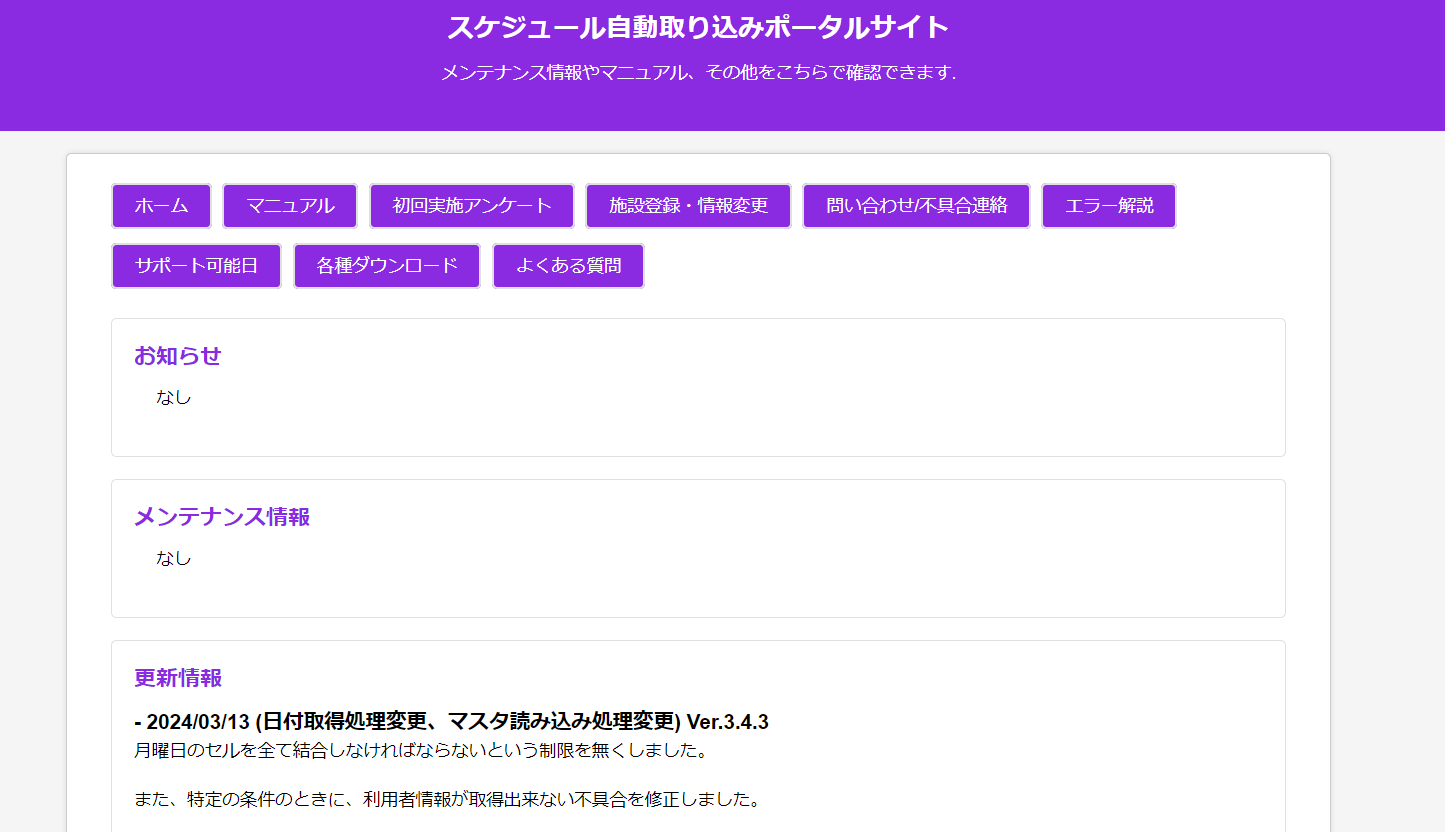 スケジュール自動取り込みポータルサイト
メンテナンス情報やマニュアル、その他をこちらで確認できます.
ホーム マニュアル 初回実施アンケート 施設登録・情報変更 問い合わせ/不具合連絡 エラー解説
サポート可能日 各種ダウンロード よくある質問
お知らせ
なし
メンテナンス情報
なし
更新情報
- 2024/03/13 (日付取得処理変更、マスタ読み込み処理変更) Ver.3.4.3
月曜日のセルを全て結合しなければならないという制限を無くしました。
また、特定の条件のときに、利用者情報が取得出来ない不具合を修正しました。